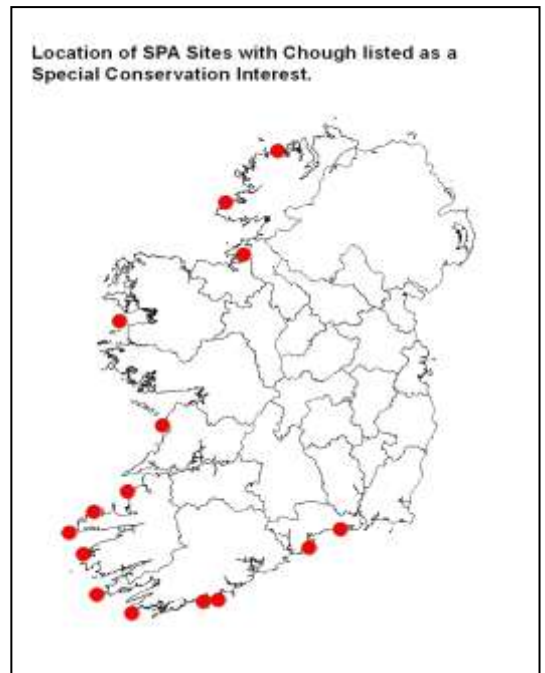 Location of SPA Sites with Chough listed as a
Special Conservation Interest.